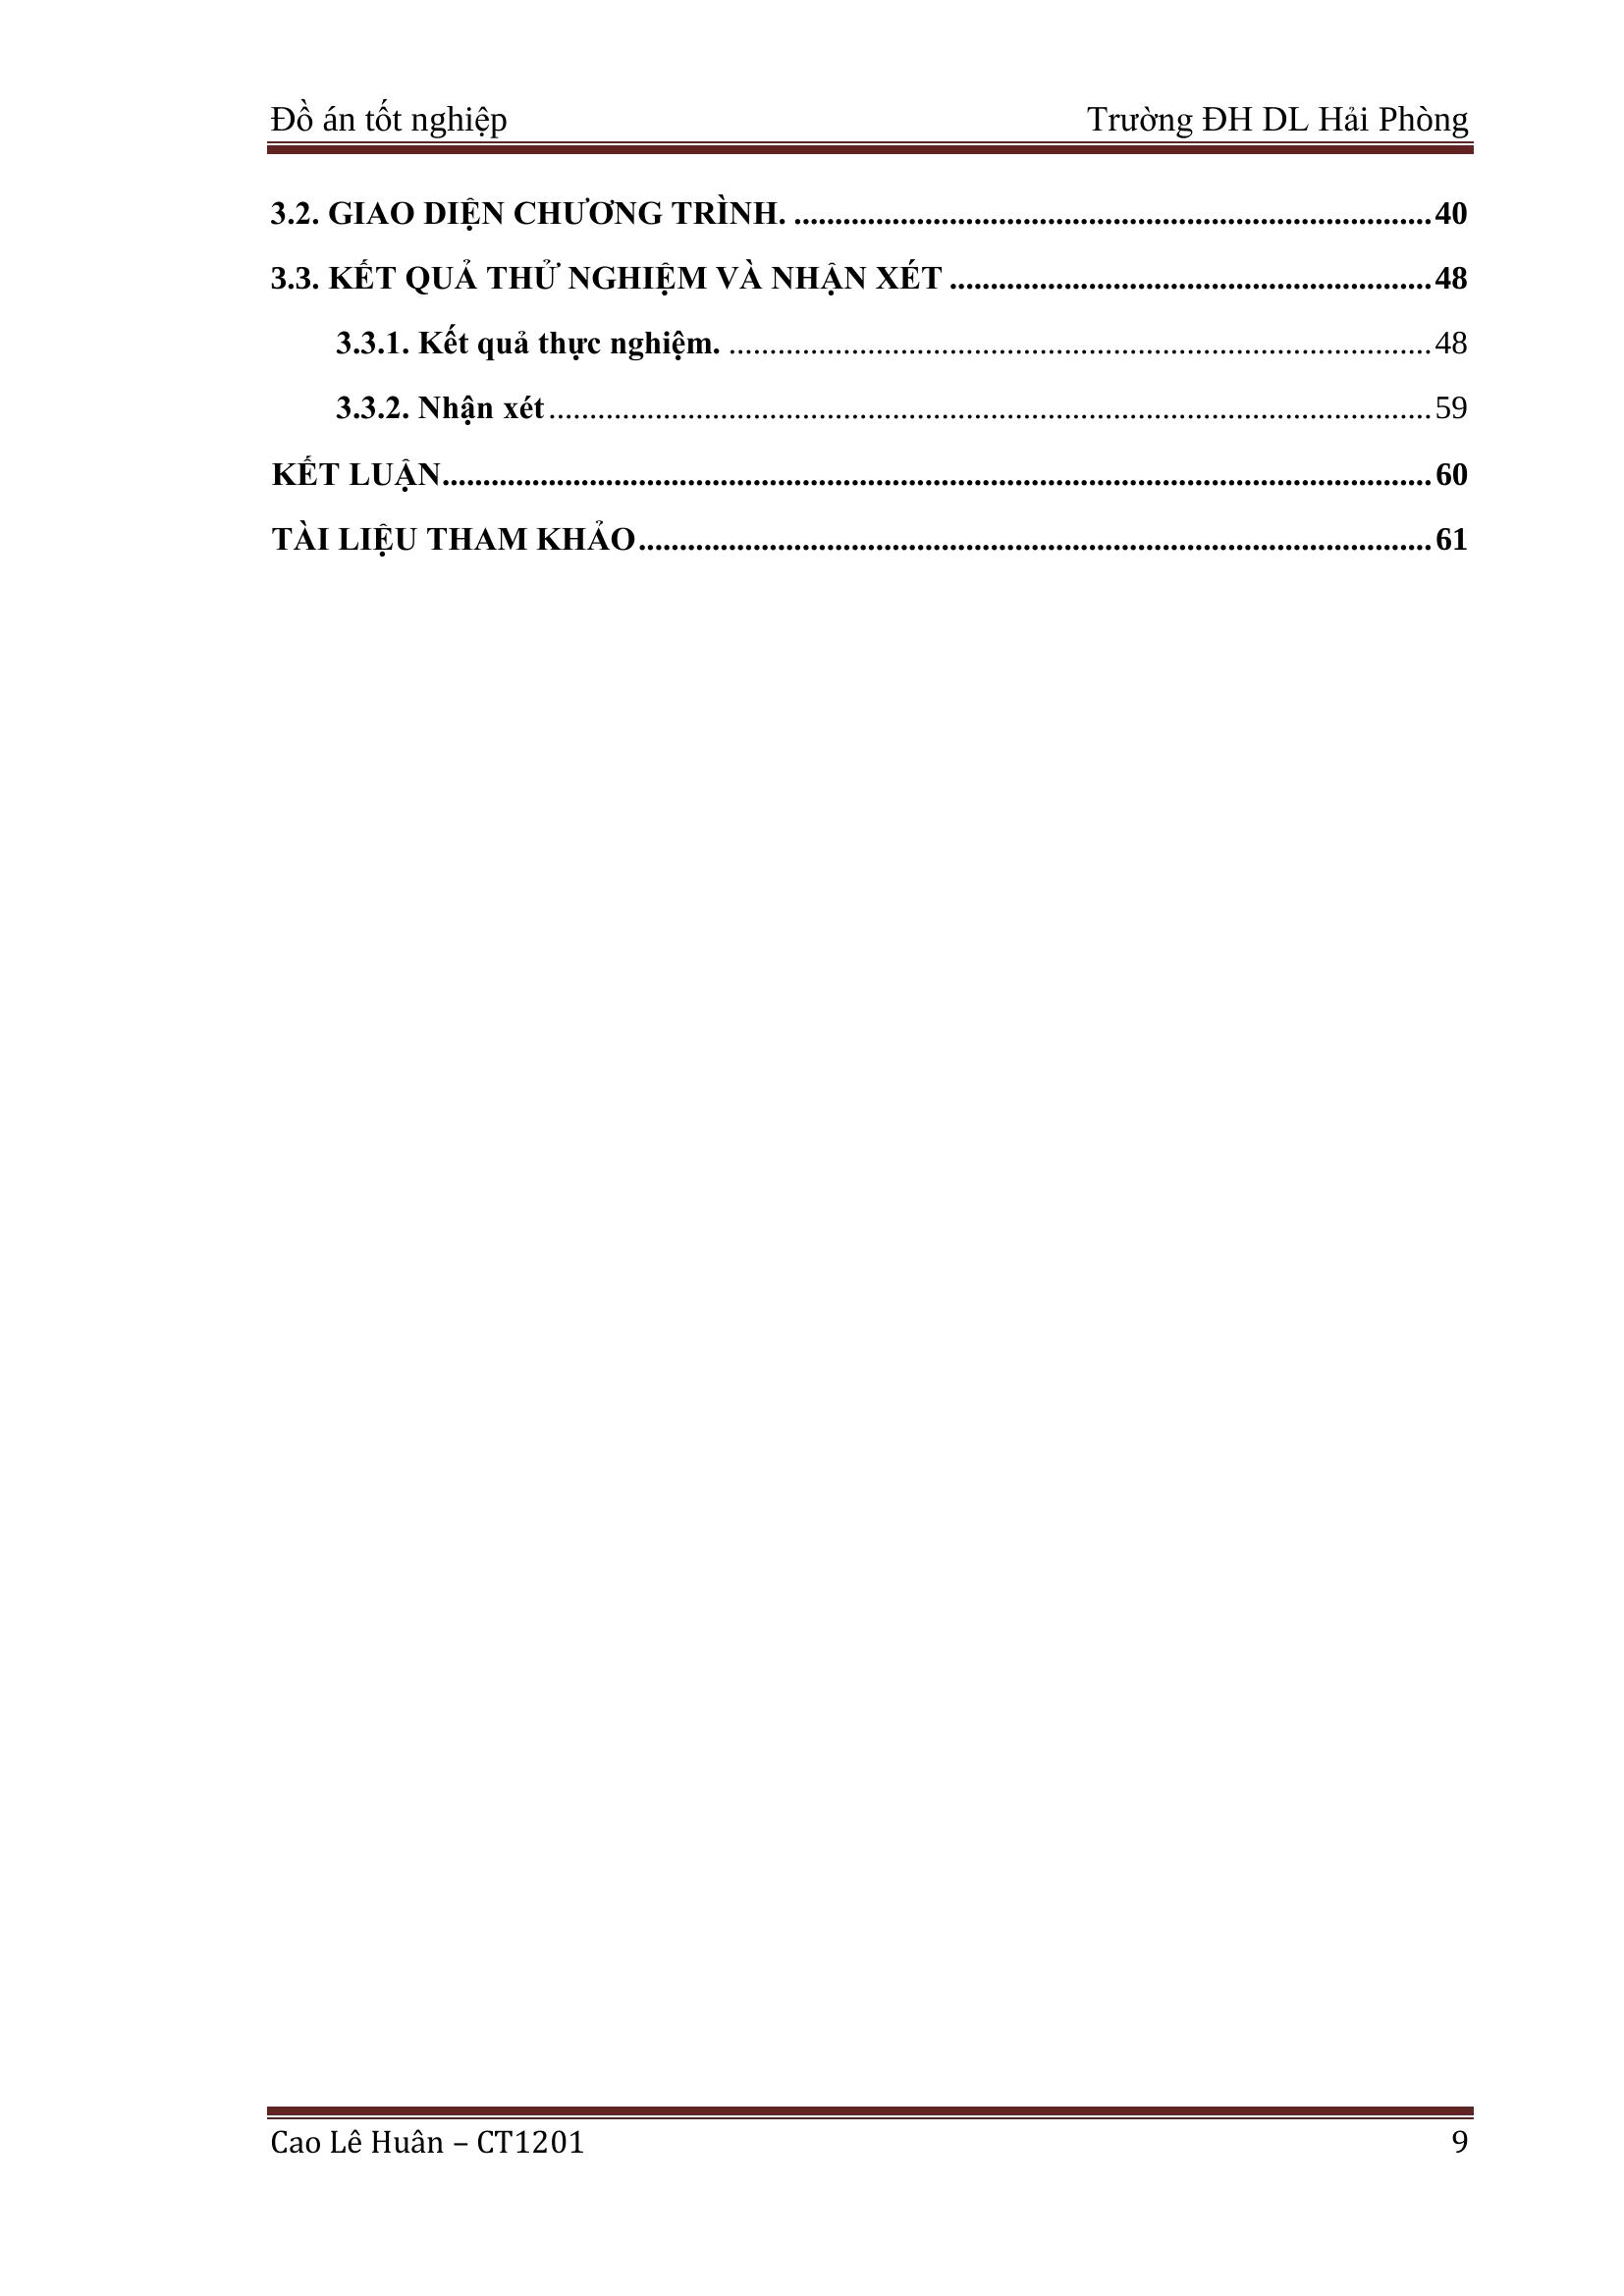 Đồ án tốt nghiệp Trường ĐH DL Hải Phòng
3.2. GIAO DIỆN CHƯƠNG TRÌNH. ............................................................................... 40
3.3. KẾT QUẢ THỬ NGHIỆM VÀ NHẬN XÉT ............................................................ 48
3.3.1. Kết quả thực nghiệm. ...................................................................................... 48
3.3.2. Nhận xét ............................................................................................................ 59
KẾT LUẬN .......................................................................................................................... 60
TÀI LIỆU THAM KHẢO .................................................................................................. 61
Cao Lê Huân – CT1201 9